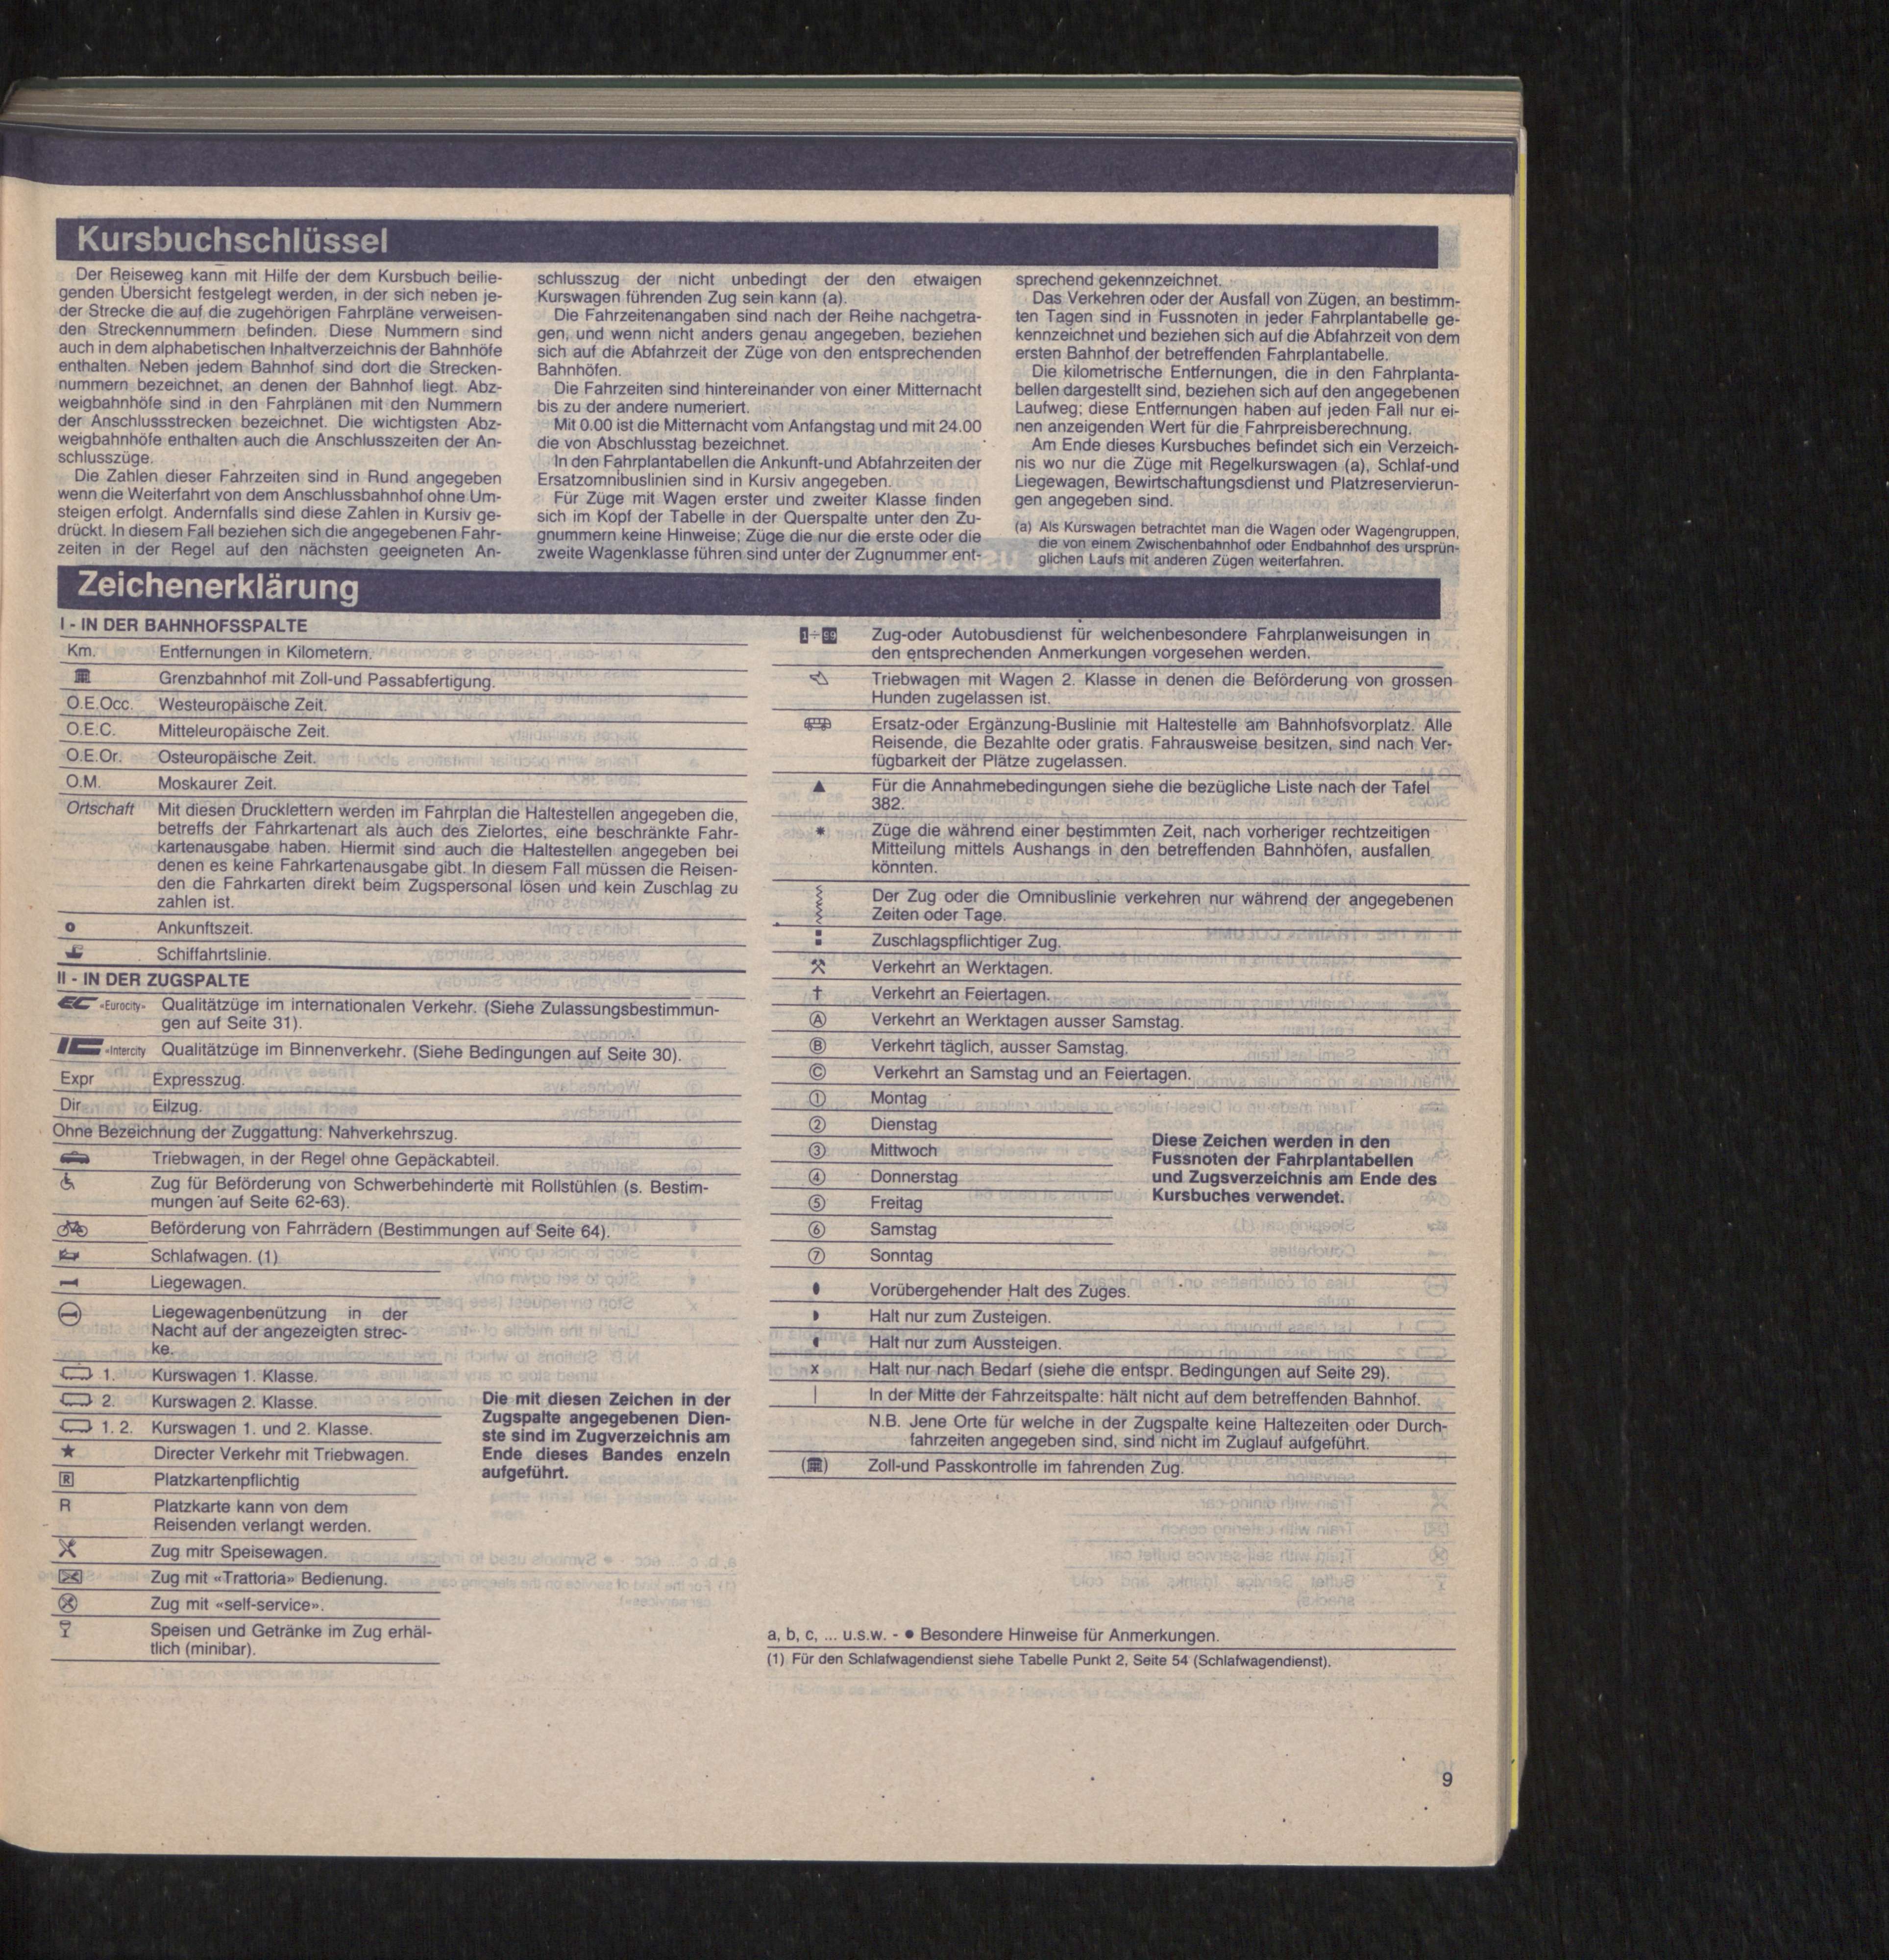 Kursbuchschlüssel
Der Reiseweg kann mit Hilfe der dem Kursbuch beilie-
genden Übersicht festgelegt werden, in der sich neben je-
der Strecke die auf die zugehörigen Fahrpläne verweisen-
den Streckennummern befinden. Diese Nummern sind
auch in dem alphabetischen Inhaltverzeichnis der Bahnhöfe
enthalten. Neben jedem Bahnhof sind dort die Strecken-
nummern bezeichnet, an denen der Bahnhof liegt. Abz-
weigbahnhöfe sind in den Fahrplänen mit den Nummern
der Anschlussstrecken bezeichnet. Die wichtigsten Abz-
weigbahnhöfe enthalten auch die Anschlusszeiten der An-
schlusszüge.
Die Zahlen dieser Fahrzeiten sind in Rund angegeben
wenn die Weiterfahrt von dem Anschlussbahnhof ohne Um-
steigen erfolgt. Andernfalls sind diese Zahlen in Kursiv ge-
drückt. In diesem Fall beziehen sich die angegebenen Fahr-
zeiten in der Regel auf den nächsten geeigneten An-
schlusszug der nicht unbedingt der den etwaigen
Kurswagen führenden Zug sein kann (a).
Die Fahrzeitenangaben sind nach der Reihe nachgetra-
gen, und wenn nicht anders genau angegeben, beziehen
sich auf die Abfahrzeit der Züge von den entsprechenden
Bahnhöfen.
Die Fahrzeiten sind hintereinander von einer Mitternacht
bis zu der andere numeriert.
Mit 0.00 ist die Mitternacht vom Anfangstag und mit 24.00
die von Abschlusstag bezeichnet.
In den Fahrplantabellen die Ankunft-und Abfahrzeiten der
Ersatzomnibuslinien sind in Kursiv angegeben.
Für Züge mit Wagen erster und zweiter Klasse finden
sich im Kopf der Tabelle in der Querspalte unter den Zu-
gnummern keine Hinweise; Züge die nur die erste oder die
zweite Wagenklasse führen sind unter der Zugnummer ent-
sprechend gekennzeichnet.
Das Verkehren oder der Ausfall von Zügen, an bestimm-
ten Tagen sind in Fussnoten in jeder Fahrplantabelle ge-
kennzeichnet und beziehen sich auf die Abfahrzeit von dem
ersten Bahnhof der betreffenden Fahrplantabelle.
Die kilometrische Entfernungen, die in den Fahrplanta-
bellen dargestellt sind, beziehen sich auf den angegebenen
Laufweg; diese Entfernungen haben auf jeden Fall nur ei-
nen anzeigenden Wert für die Fahrpreisberechnung.
Am Ende dieses Kursbuches befindet sich ein Verzeich-
nis wo nur die Züge mit Regelkurswagen (a), Schlaf-und
Liegewagen, Bewirtschaftungsdienst und Platzreservierun-
gen angegeben sind.
(a) Als Kurswagen betrachtet man die Wagen oder Wagengruppen,
die von einem Zwischenbahnhof oder Endbahnhof des ursprün-
glichen Laufs mit anderen Zügen weiterfahren.
Zeichenerklärung
I - IN DER BAHNHOFSSPALTE
Km. Entfernungen in Kilometern.
Grenzbahnhof mit Zoll-und Passabfertigung.
O.E.Occ. Westeuropäische Zeit.
O.E.C. Mitteleuropäische Zeit.
O.E.Or. Osteuropäische Zeit.
O.M. Moskaurer Zeit.
Ortschaft Mit diesen Drucklettern werden im Fahrplan die Haltestellen angegeben die,
betreffs der Fahrkartenart als auch des Zielortes, eine beschränkte Fahr-
kartenausgabe haben. Hiermit sind auch die Haltestellen angegeben bei
denen es keine Fahrkartenausgabe gibt. In diesem Fall müssen die Reisen-
den die Fahrkarten direkt beim Zugspersonal lösen und kein Zuschlag zu
zahlen ist.
o Ankunftszeit.
Schiffahrtslinie.
II - IN DER ZUGSPALTE
EC «Eurocity» Qualitätzüge im internationalen Verkehr. (Siehe Zulassungsbestimmun-
gen auf Seite 31).
IC «Intercity Qualitätzüge im Binnenverkehr. (Siehe Bedingungen auf Seite 30).
Expr Expresszug.
Dir Eilzug.
Ohne Bezeichnung der Zuggattung: Nahverkehrszug.
Triebwagen, in der Regel ohne Gepäckabteil.
Zug für Beförderung von Schwerbehinderte mit Rollstühlen (s. Bestim-
mungen auf Seite 62-63).
Beförderung von Fahrrädern (Bestimmungen auf Seite 64).
Schlafwagen. (1)
Liegewagen.
Liegewagenbenützung in der
Nacht auf der angezeigten strec-
ke.
1. Kurswagen 1. Klasse.
2. Kurswagen 2. Klasse.
1. 2. Kurswagen 1. und 2. Klasse.
★ Directer Verkehr mit Triebwagen.
R Platzkartenpflichtig
R Platzkarte kann von dem
Reisenden verlangt werden.
Zug mitr Speisewagen.
Zug mit «Trattoria» Bedienung.
Zug mit «self-service».
Speisen und Getränke im Zug erhäl-
tlich (minibar).
Die mit diesen Zeichen in der
Zugspalte angegebenen Dien-
ste sind im Zugverzeichnis am
Ende dieses Bandes enzeln
aufgeführt.
1 ÷ 99 Zug-oder Autobusdienst für welchenbesondere Fahrplanweisungen in
den entsprechenden Anmerkungen vorgesehen werden.
Triebwagen mit Wagen 2. Klasse in denen die Beförderung von grossen
Hunden zugelassen ist.
Ersatz-oder Ergänzung-Buslinie mit Haltestelle am Bahnhofsvorplatz. Alle
Reisende, die Bezahlte oder gratis. Fahrausweise besitzen, sind nach Ver-
fügbarkeit der Plätze zugelassen.
▲ Für die Annahmebedingungen siehe die bezügliche Liste nach der Tafel
382.
* Züge die während einer bestimmten Zeit, nach vorheriger rechtzeitigen
Mitteilung mittels Aushangs in den betreffenden Bahnhöfen, ausfallen
könnten.
Der Zug oder die Omnibuslinie verkehren nur während der angegebenen
Zeiten oder Tage.
Zuschlagspflichtiger Zug.
⚒ Verkehrt an Werktagen.
† Verkehrt an Feiertagen.
Ⓐ Verkehrt an Werktagen ausser Samstag.
Ⓑ Verkehrt täglich, ausser Samstag.
Ⓒ Verkehrt an Samstag und an Feiertagen.
① Montag
② Dienstag
③ Mittwoch
④ Donnerstag
⑤ Freitag
⑥ Samstag
⑦ Sonntag
Diese Zeichen werden in den
Fussnoten der Fahrplantabellen
und Zugsverzeichnis am Ende des
Kursbuches verwendet.
Vorübergehender Halt des Zuges.
Halt nur zum Zusteigen.
Halt nur zum Aussteigen.
x Halt nur nach Bedarf (siehe die entspr. Bedingungen auf Seite 29).
| In der Mitte der Fahrzeitspalte: hält nicht auf dem betreffenden Bahnhof.
N.B. Jene Orte für welche in der Zugspalte keine Haltezeiten oder Durch-
fahrzeiten angegeben sind, sind nicht im Zuglauf aufgeführt.
Zoll-und Passkontrolle im fahrenden Zug.
a, b, c, ... u.s.w. - ● Besondere Hinweise für Anmerkungen.
(1) Für den Schlafwagendienst siehe Tabelle Punkt 2, Seite 54 (Schlafwagendienst).
9